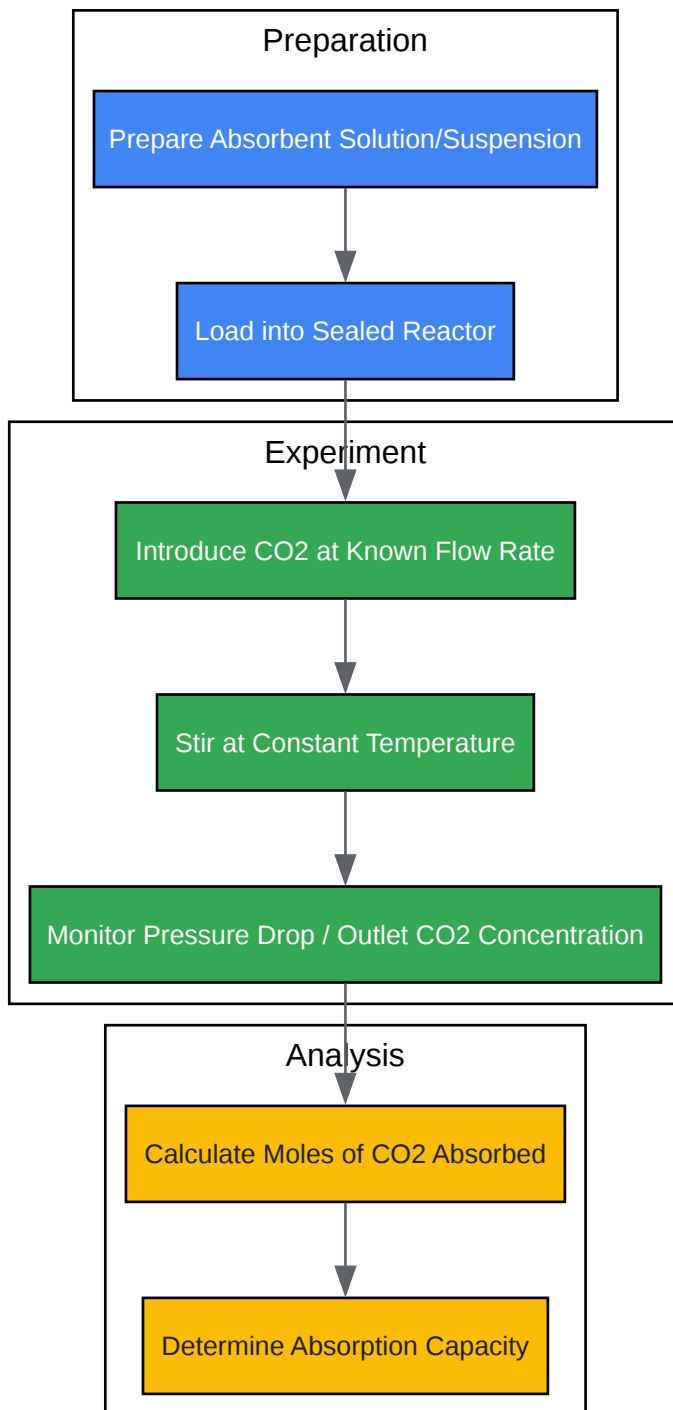 Preparation
Prepare Absorbent Solution/Suspension
Load into Sealed Reactor
Experiment
Introduce CO2 at Known Flow Rate
Stir at Constant Temperature
Monitor Pressure Drop / Outlet CO2 Concentration
Analysis
Calculate Moles of CO2 Absorbed
Determine Absorption Capacity